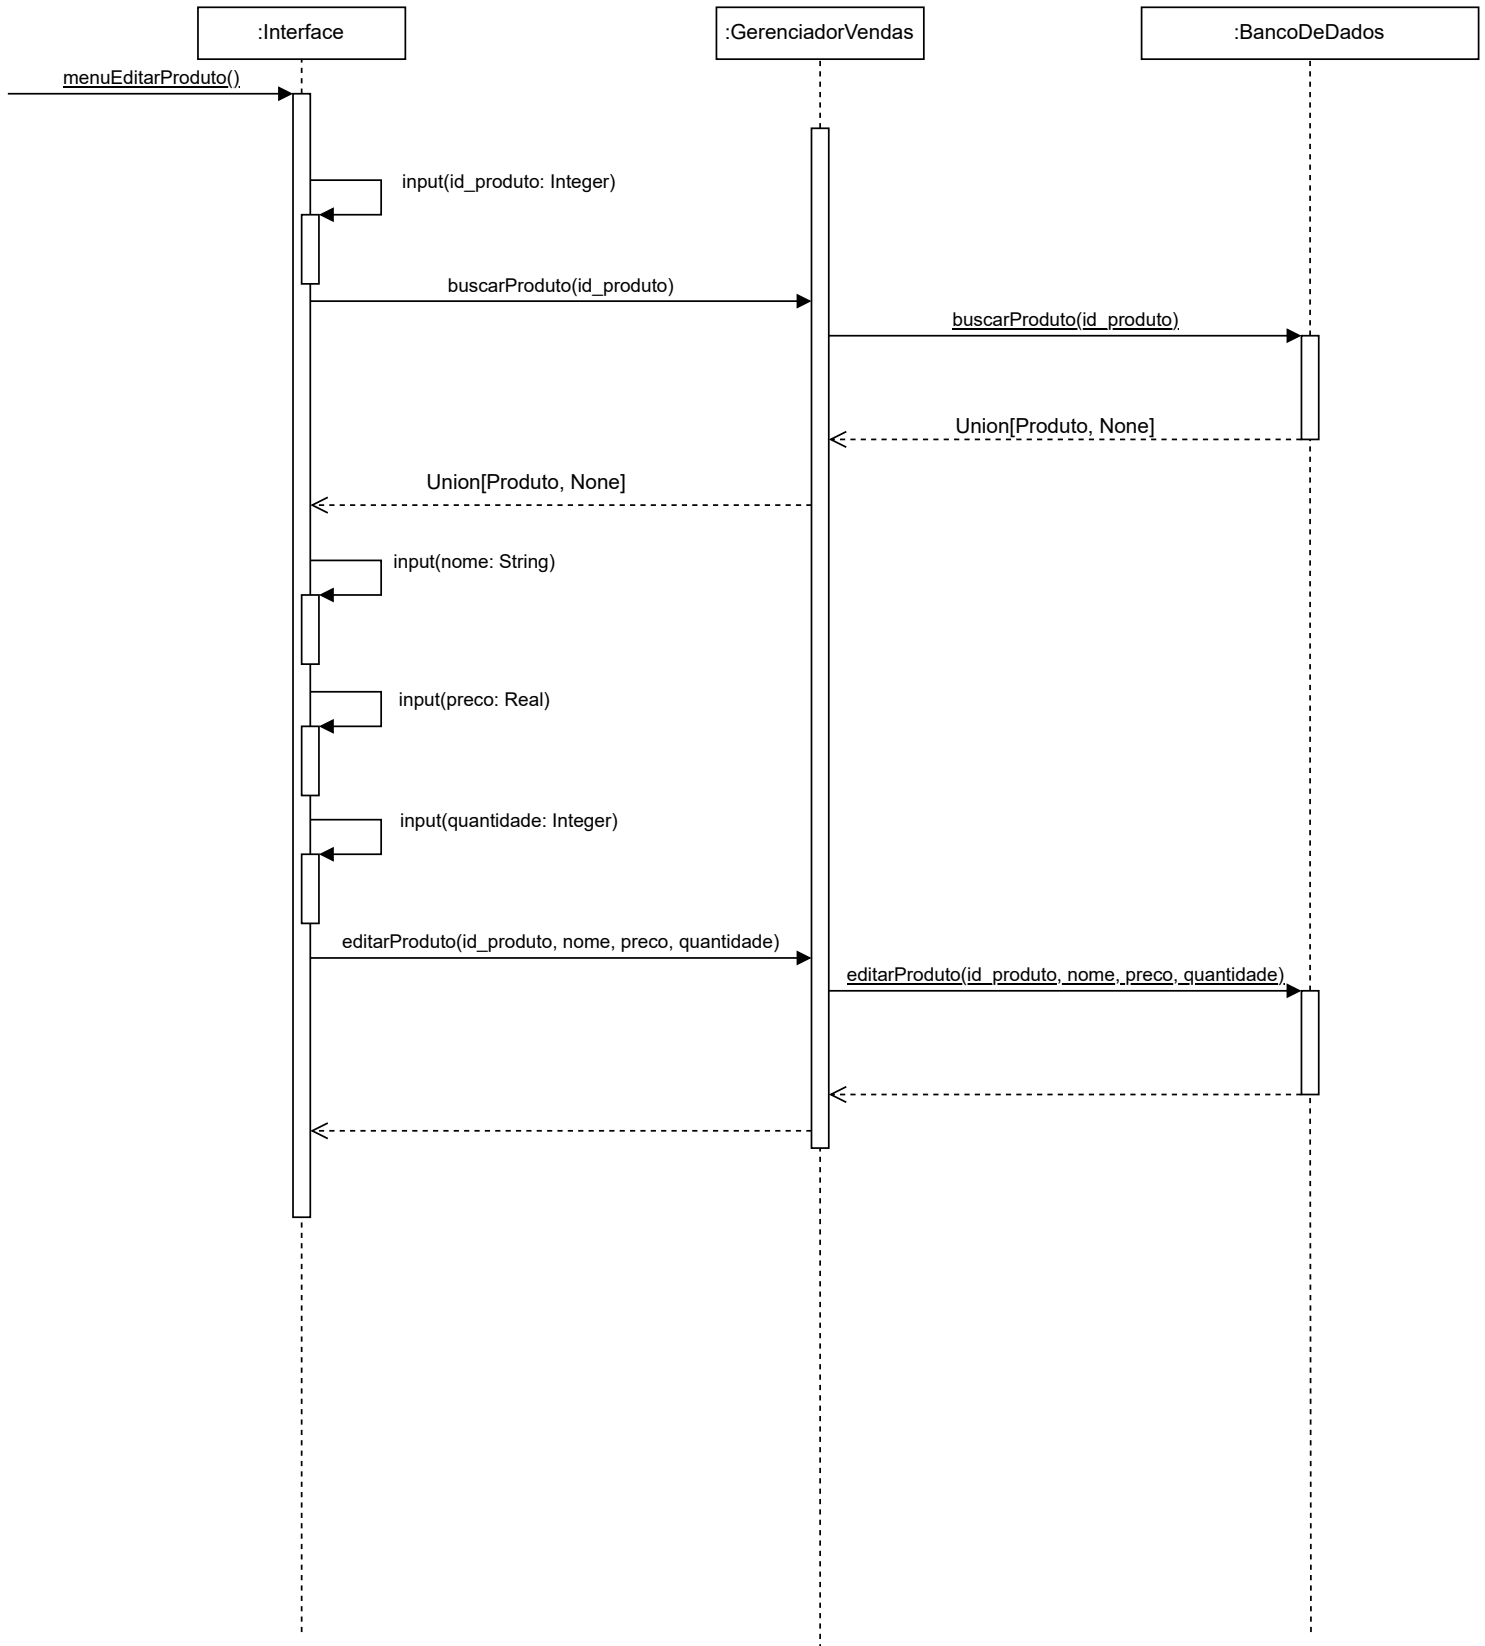 :Interface
:GerenciadorVendas
:BancoDeDados
menuEditarProduto()
input(id_produto: Integer)
buscarProduto(id_produto)
buscarProduto(id_produto)
Union[Produto, None]
Union[Produto, None]
input(nome: String)
input(preco: Real)
input(quantidade: Integer)
editarProduto(id_produto, nome, preco, quantidade)
editarProduto(id_produto, nome, preco, quantidade)